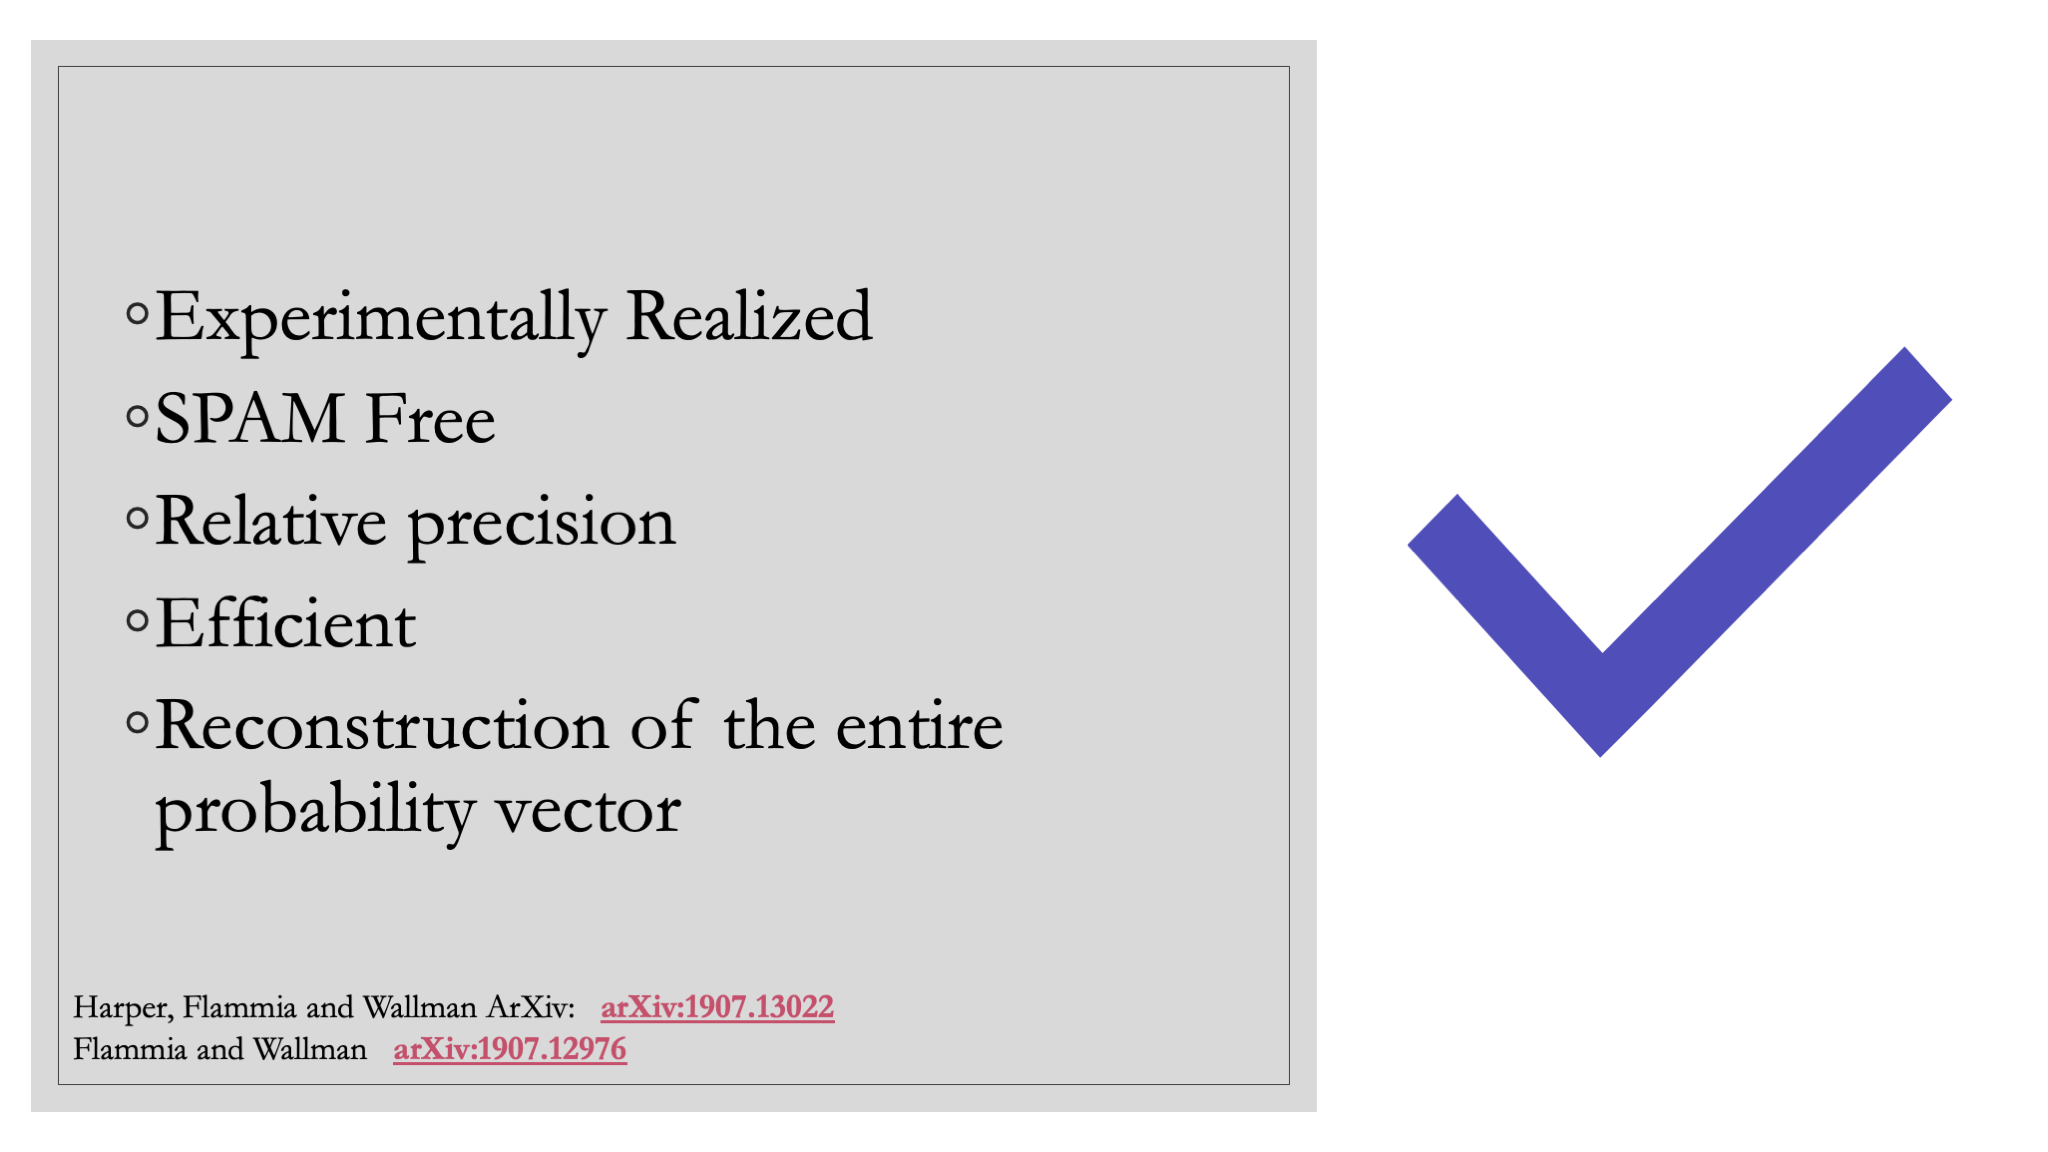 ◦Experimentally Realized
◦SPAM Free
◦Relative precision
◦Efficient
◦Reconstruction of the entire
probability vector
Harper, Flammia and Wallman ArXiv: arXiv:1907.13022
Flammia and Wallman arXiv:1907.12976